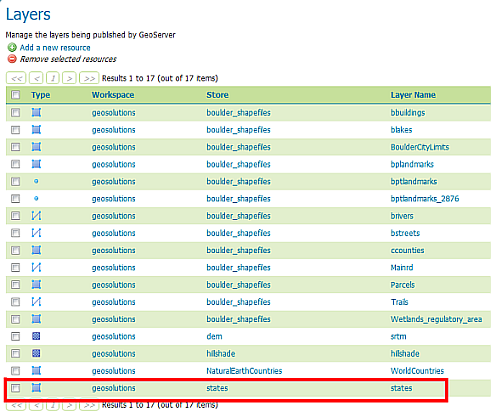 Layers
Manage the layers being published by GeoServer
Add a new resource
Remove selected resources
<< < 1 > >> Results 1 to 17 (out of 17 items)
Type Workspace Store Layer Name
geosolutions boulder_shapefiles bbuildings
geosolutions boulder_shapefiles blakes
geosolutions boulder_shapefiles BoulderCityLimits
geosolutions boulder_shapefiles bplandmarks
geosolutions boulder_shapefiles bptlandmarks
geosolutions boulder_shapefiles bptlandmarks_2876
geosolutions boulder_shapefiles brivers
geosolutions boulder_shapefiles bstreets
geosolutions boulder_shapefiles ccounties
geosolutions boulder_shapefiles Mainrd
geosolutions boulder_shapefiles Parcels
geosolutions boulder_shapefiles Trails
geosolutions boulder_shapefiles Wetlands_regulatory_area
geosolutions dem srtm
geosolutions hillshade hillshade
geosolutions NaturalEarthCountries WorldCountries
geosolutions states states
<< < 1 > >> Results 1 to 17 (out of 17 items)